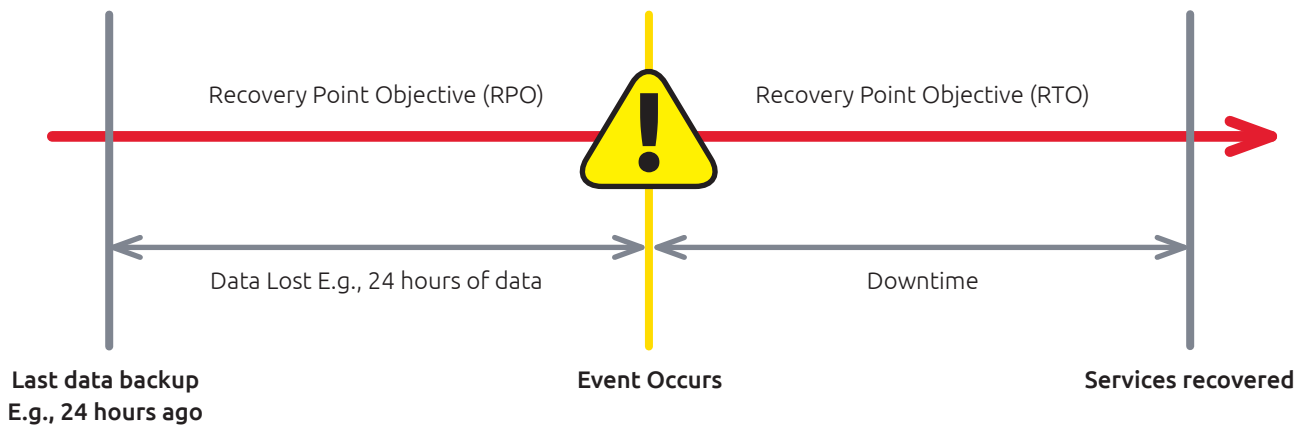 Recovery Point Objective (RPO)
Recovery Point Objective (RTO)
!
Data Lost E.g., 24 hours of data
Downtime
Last data backup
E.g., 24 hours ago
Event Occurs
Services recovered